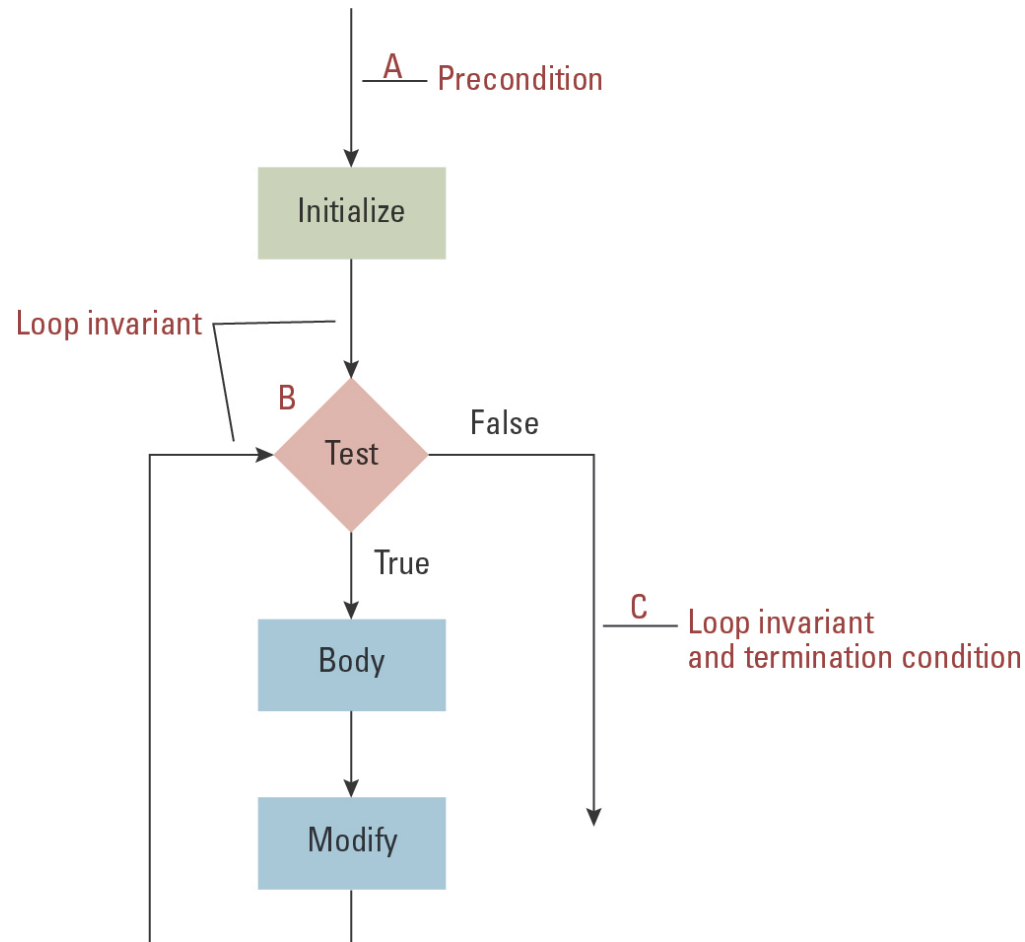 A
Precondition
Initialize
Loop invariant
B
Test
False
True
C
Loop invariant
and termination condition
Body
Modify